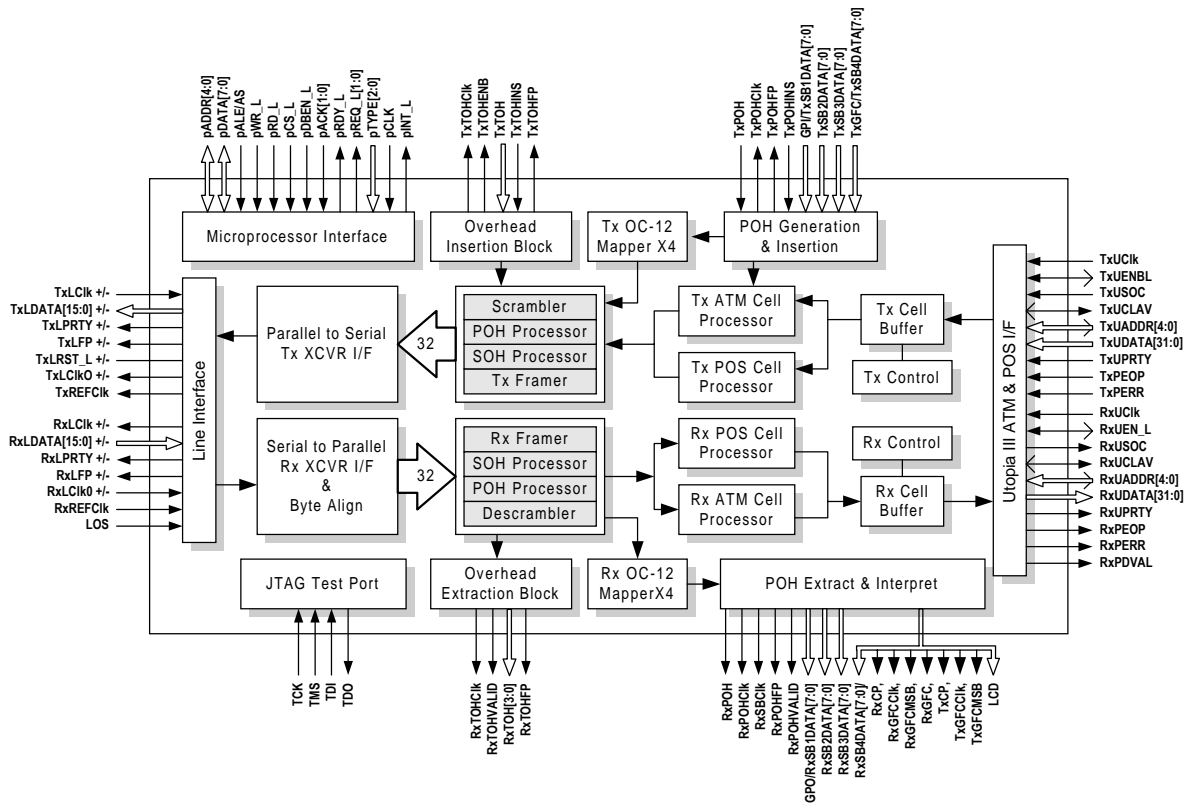 pADDR[4:0]
pDATA[7:0]
pALE/AS
pWR_L
pRD_L
pCS_L
pDBEN_L
pACK[1:0]
pRDY_L
pREQ_L[1:0]
pTYPE[2:0]
pCLK
pINT_L
TxTOHClk
TxTOHENB
TxTOH
TxTOHINS
TxTOHFP
TxPOH
TxPOHClk
TxPOHFP
TxPOHINS
GPI/TxSB1DATA[7:0]
TxSB2DATA[7:0]
TxSB3DATA[7:0]
TxGFC/TxSB4DATA[7:0]
Microprocessor Interface
Overhead
Insertion Block
Tx OC-12
Mapper X4
POH Generation
& Insertion
TxLClk +/-
TxLDATA[15:0] +/-
TxLPRTY +/-
TxLFP +/-
TxLRST_L +/-
TxLClkO +/-
TxREFClk
RxLClk +/-
RxLDATA[15:0] +/-
RxLPRTY +/-
RxLFP +/-
RxLClk0 +/-
RxREFClk
LOS
Line Interface
Parallel to Serial
Tx XCVR I/F
32
Scrambler
POH Processor
SOH Processor
Tx Framer
Tx ATM Cell
Processor
Tx POS Cell
Processor
Tx Cell
Buffer
Tx Control
Serial to Parallel
Rx XCVR I/F
&
Byte Align
32
Rx Framer
SOH Processor
POH Processor
Descrambler
Rx POS Cell
Processor
Rx ATM Cell
Processor
Rx Control
Rx Cell
Buffer
Utopia III ATM & POS I/F
TxUClk
TxUENBL
TxUSOC
TxUCLAV
TxUADDR[4:0]
TxUDATA[31:0]
TxUPRTY
TxPEOP
TxPERR
RxUClk
RxUEN_L
RxUSOC
RxUCLAV
RxUADDR[4:0]
RxUDATA[31:0]
RxUPRTY
RxPEOP
RxPERR
RxPDVAL
JTAG Test Port
Overhead
Extraction Block
Rx OC-12
MapperX4
POH Extract & Interpret
TCK
TMS
TDI
TDO
RxTOHClk
RxTOHVALID
RxTOH[3:0]
RxTOHFP
RxPOH
RxPOHClk
RxSBClk
RxPOHFP
RxPOHVALID
GPO/RxSB1DATA[7:0]
RxSB2DATA[7:0]
RxSB3DATA[7:0]
RxSB4DATA[7:0]/
RxCP,
RxGFCClk,
RxGFCMSB,
RxGFC,
TxCP,
TxGFCClk,
TxGFCMSB
LCD